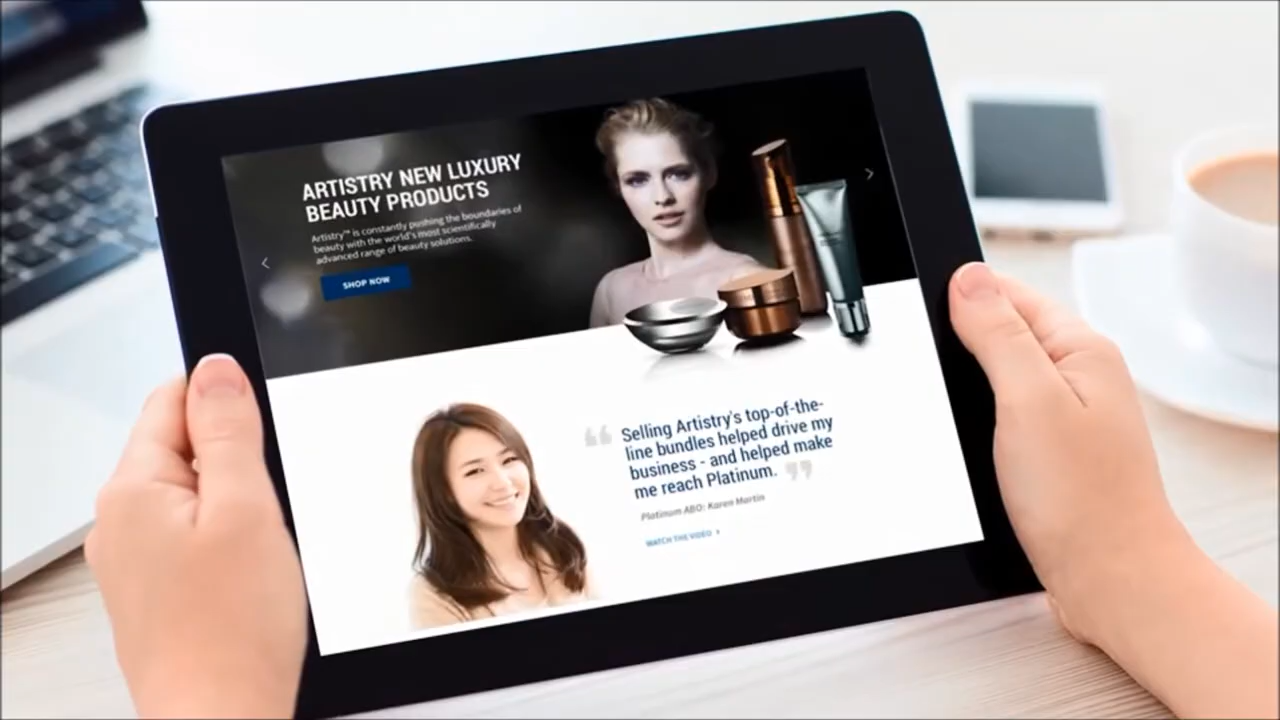 ARTISTRY NEW LUXURY
BEAUTY PRODUCTS
Artistry™ is constantly pushing the boundaries of
beauty with the world's most scientifically
advanced range of beauty solutions.
SHOP NOW
“ Selling Artistry's top-of-the-
line bundles helped drive my
business - and helped make
me reach Platinum. ”
Platinum ABO: Karen Martin
WATCH THE VIDEO ›